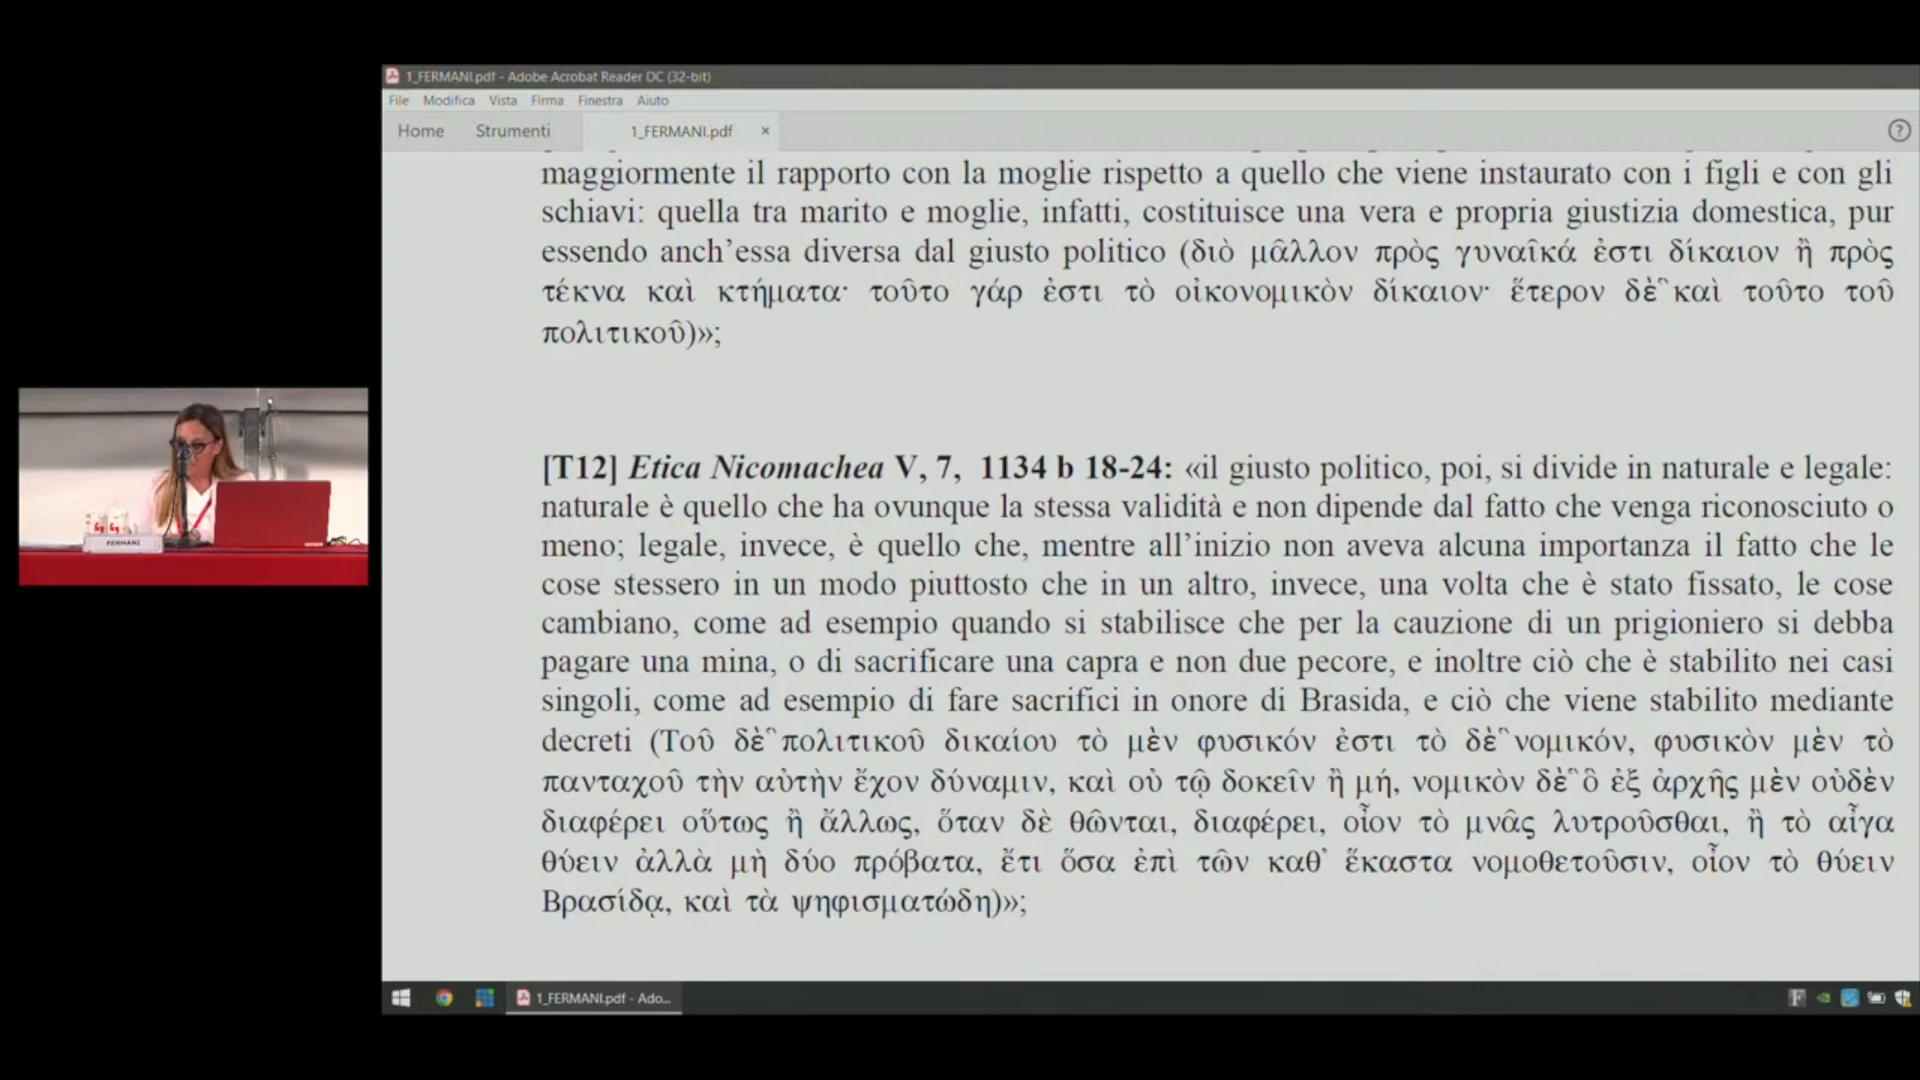 1_FERMANI.pdf - Adobe Acrobat Reader DC (32-bit)
File Modifica Vista Firma Finestra Aiuto
Home Strumenti 1_FERMANI.pdf ×
?
maggiormente il rapporto con la moglie rispetto a quello che viene instaurato con i figli e con gli
schiavi: quella tra marito e moglie, infatti, costituisce una vera e propria giustizia domestica, pur
essendo anch’essa diversa dal giusto politico (διὸ μᾶλλον πρὸς γυναῖκά ἐστι δίκαιον ἢ πρὸς
τέκνα καὶ κτήματα· τοῦτο γάρ ἐστι τὸ οἰκονομικὸν δίκαιον· ἕτερον δὲ῝καὶ τοῦτο τοῦ
πολιτικοῦ)»;
[T12] Etica Nicomachea V, 7, 1134 b 18-24: «il giusto politico, poi, si divide in naturale e legale:
naturale è quello che ha ovunque la stessa validità e non dipende dal fatto che venga riconosciuto o
meno; legale, invece, è quello che, mentre all’inizio non aveva alcuna importanza il fatto che le
cose stessero in un modo piuttosto che in un altro, invece, una volta che è stato fissato, le cose
cambiano, come ad esempio quando si stabilisce che per la cauzione di un prigioniero si debba
pagare una mina, o di sacrificare una capra e non due pecore, e inoltre ciò che è stabilito nei casi
singoli, come ad esempio di fare sacrifici in onore di Brasida, e ciò che viene stabilito mediante
decreti (Τοῦ δὲ῝πολιτικοῦ δικαίου τὸ μὲν φυσικόν ἐστι τὸ δὲ῝νομικόν, φυσικὸν μὲν τὸ
πανταχοῦ τὴν αὐτὴν ἔχον δύναμιν, καὶ οὐ τῷ δοκεῖν ἢ μή, νομικὸν δὲ῝ὃ ἐξ ἀρχῆς μὲν οὐδὲν
διαφέρει οὕτως ἢ ἄλλως, ὅταν δὲ θῶνται, διαφέρει, οἷον τὸ μνᾶς λυτροῦσθαι, ἢ τὸ αἶγα
θύειν ἀλλὰ μὴ δύο πρόβατα, ἔτι ὅσα ἐπὶ τῶν καθ᾽ ἕκαστα νομοθετοῦσιν, οἷον τὸ θύειν
Βρασίδᾳ, καὶ τὰ ψηφισματώδη)»;
FERMANI
1_FERMANI.pdf - Ado...
F